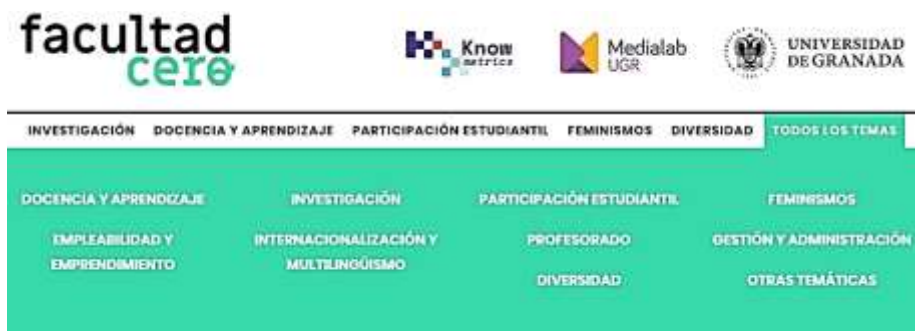 facultad
cero
Know
metrics
Medialab
UGR
UNIVERSIDAD
DE GRANADA
INVESTIGACIÓN DOCENCIA Y APRENDIZAJE PARTICIPACIÓN ESTUDIANTIL FEMINISMOS DIVERSIDAD TODOS LOS TEMAS
DOCENCIA Y APRENDIZAJE INVESTIGACIÓN PARTICIPACIÓN ESTUDIANTIL FEMINISMOS
EMPLEABILIDAD Y
EMPRENDIMIENTO
INTERNACIONALIZACIÓN Y
MULTILINGÜISMO
PROFESORADO
GESTIÓN Y ADMINISTRACIÓN
DIVERSIDAD
OTRAS TEMÁTICAS